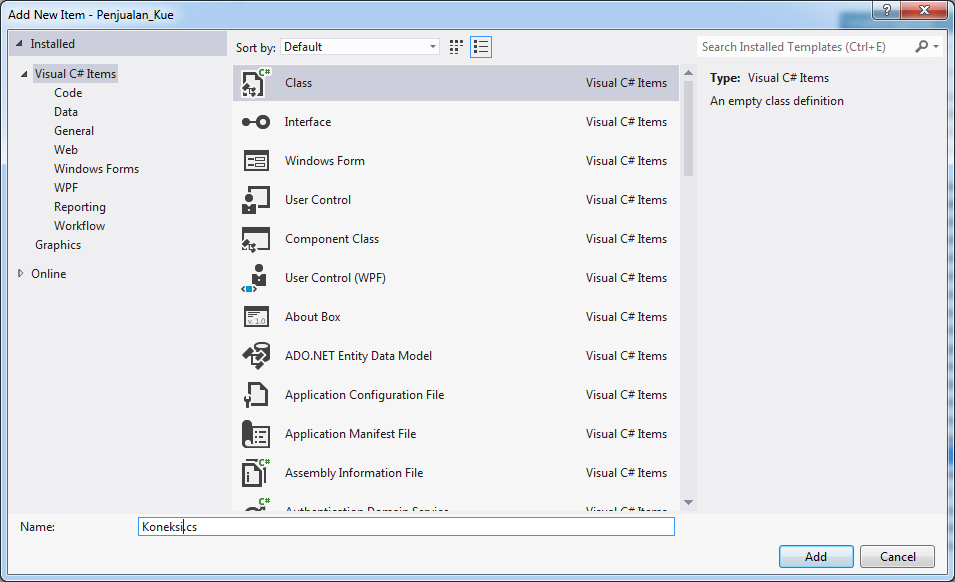 Add New Item - Penjualan_Kue
Installed
Sort by: Default
Search Installed Templates (Ctrl+E)
Visual C# Items
Code
Data
General
Web
Windows Forms
WPF
Reporting
Workflow
Graphics
Online
Class Visual C# Items
Interface Visual C# Items
Windows Form Visual C# Items
User Control Visual C# Items
Component Class Visual C# Items
User Control (WPF) Visual C# Items
About Box Visual C# Items
ADO.NET Entity Data Model Visual C# Items
Application Configuration File Visual C# Items
Application Manifest File Visual C# Items
Assembly Information File Visual C# Items
Authentication Domain Service Visual C# Items
Type: Visual C# Items
An empty class definition
Name: Koneksi.cs
Add Cancel